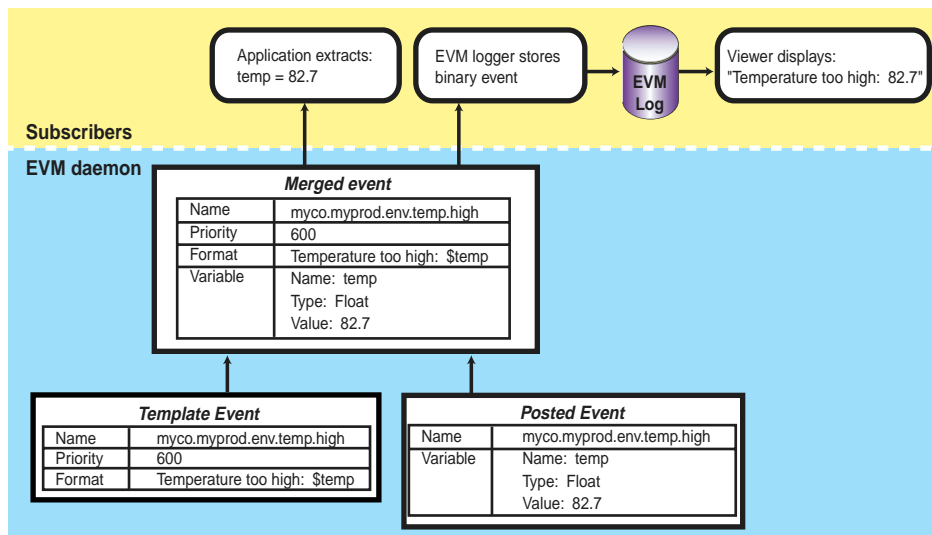 Application extracts:
temp = 82.7
EVM logger stores
binary event
EVM
Log
Viewer displays:
"Temperature too high: 82.7"
Subscribers
EVM daemon
Merged event
Name myco.myprod.env.temp.high
Priority 600
Format Temperature too high: $temp
Variable Name: temp
Type: Float
Value: 82.7
Template Event
Name myco.myprod.env.temp.high
Priority 600
Format Temperature too high: $temp
Posted Event
Name myco.myprod.env.temp.high
Variable Name: temp
Type: Float
Value: 82.7